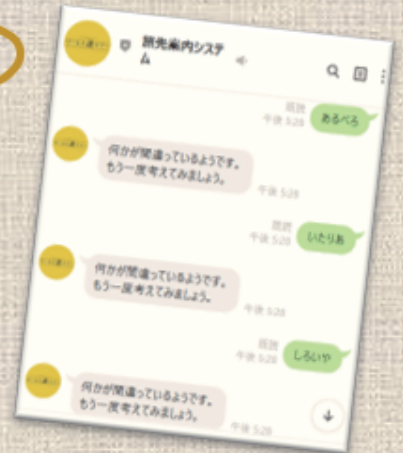 旅先案内システ
ム
既読
午後 5:28
あるべろ
何かが間違っているようです。
もう一度考えてみましょう。
午後 5:28
既読
午後 5:28
いたりあ
何かが間違っているようです。
もう一度考えてみましょう。
午後 5:28
既読
午後 5:28
しろいや
何かが間違っているようです。
もう一度考えてみましょう。
午後 5:28